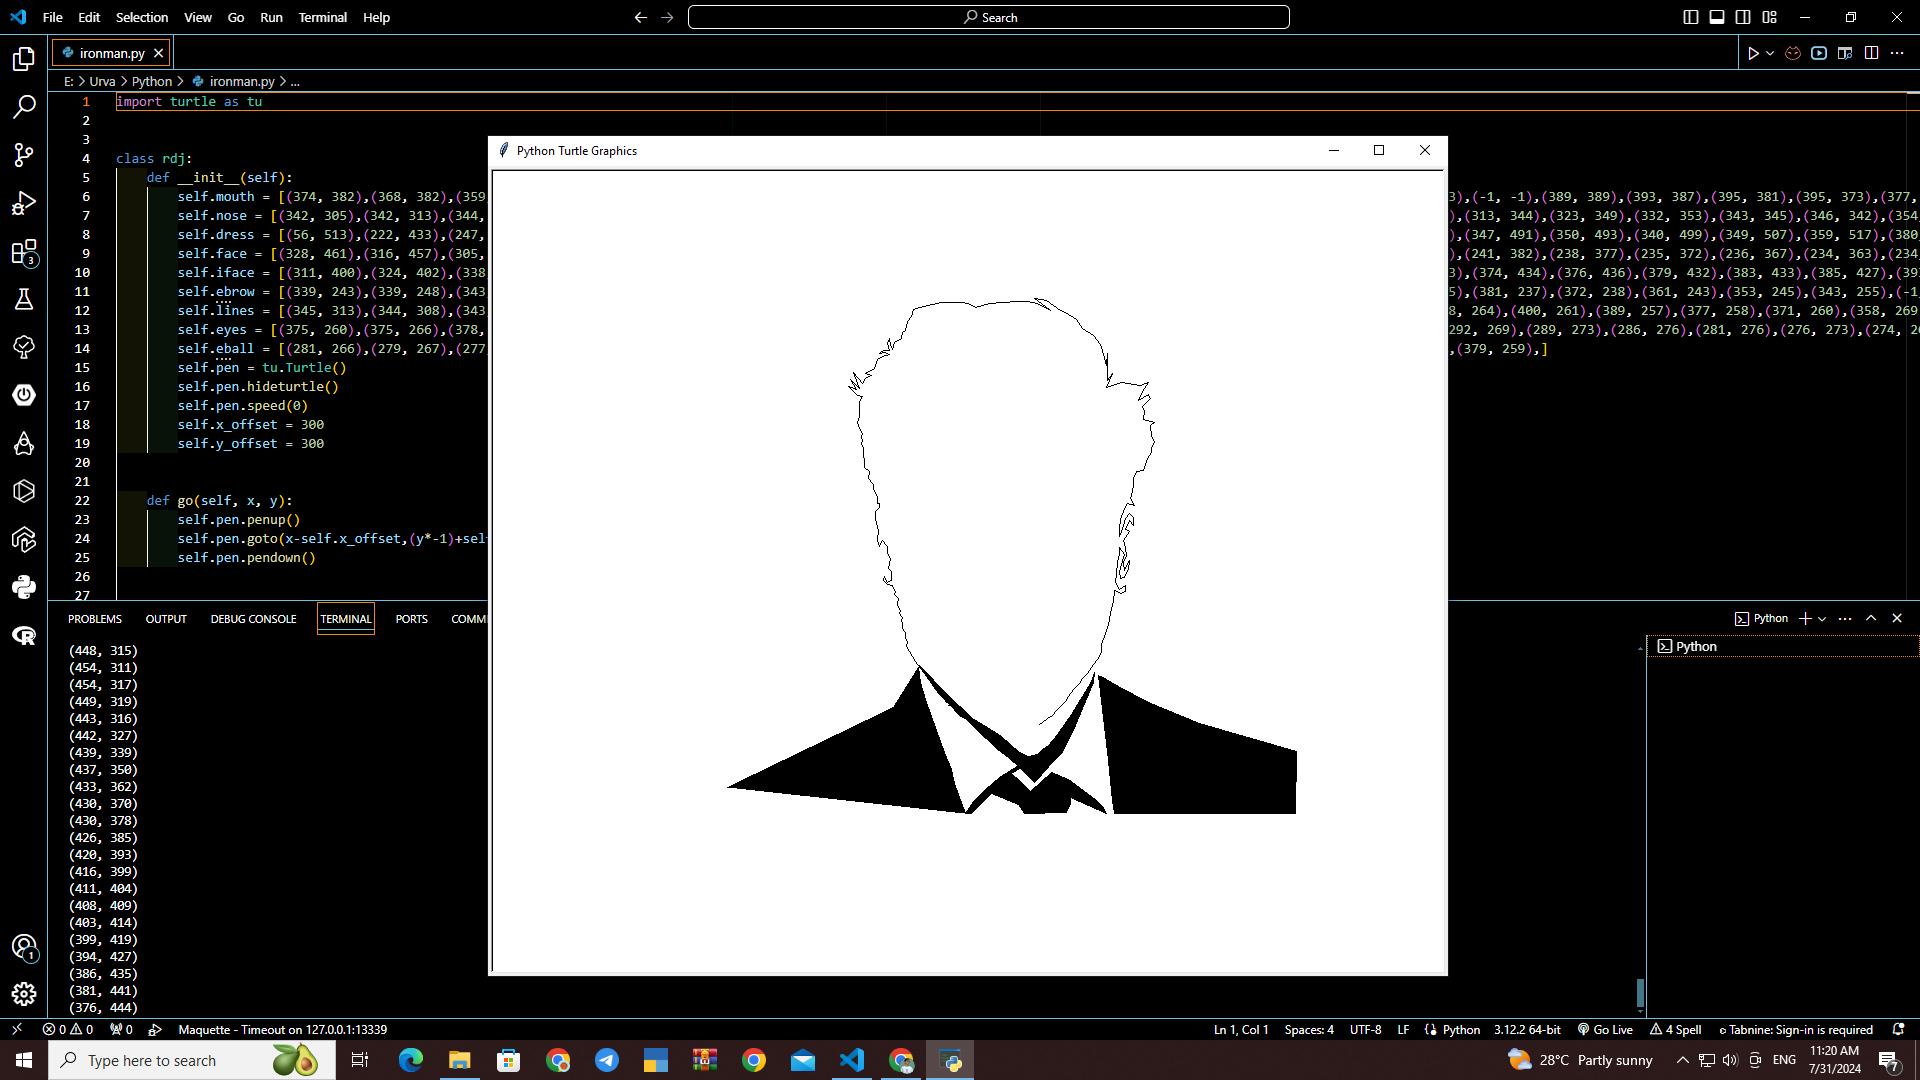 File Edit Selection View Go Run Terminal Help
Search
ironman.py
E: > Urva > Python > ironman.py > ...
1 import turtle as tu
2
3
4 class rdj:
5 def __init__(self):
6 self.mouth = [(374, 382),(368, 382),(359 3),(-1, -1),(389, 389),(393, 387),(395, 381),(395, 373),(377,
7 self.nose = [(342, 305),(342, 313),(344, ),(313, 344),(323, 349),(332, 353),(343, 345),(346, 342),(354,
8 self.dress = [(56, 513),(222, 433),(247, ),(347, 491),(350, 493),(340, 499),(349, 507),(359, 517),(380,
9 self.face = [(328, 461),(316, 457),(305, ),(241, 382),(238, 377),(235, 372),(236, 367),(234, 363),(234,
10 self.iface = [(311, 400),(324, 402),(338, 3),(374, 434),(376, 436),(379, 432),(383, 433),(385, 427),(393
11 self.ebrow = [(339, 243),(339, 248),(343, 5),(381, 237),(372, 238),(361, 243),(353, 245),(343, 255),(-1,
12 self.lines = [(345, 313),(344, 308),(343, 8, 264),(400, 261),(389, 257),(377, 258),(371, 260),(358, 269
13 self.eyes = [(375, 260),(375, 266),(378, 292, 269),(289, 273),(286, 276),(281, 276),(276, 273),(274, 2
14 self.eball = [(281, 266),(279, 267),(277, ,(379, 259),]
15 self.pen = tu.Turtle()
16 self.pen.hideturtle()
17 self.pen.speed(0)
18 self.x_offset = 300
19 self.y_offset = 300
20
21
22 def go(self, x, y):
23 self.pen.penup()
24 self.pen.goto(x-self.x_offset,(y*-1)+sel
25 self.pen.pendown()
26
27
Python Turtle Graphics
PROBLEMS OUTPUT DEBUG CONSOLE TERMINAL PORTS COMM
Python
Python
(448, 315)
(454, 311)
(454, 317)
(449, 319)
(443, 316)
(442, 327)
(439, 339)
(437, 350)
(433, 362)
(430, 370)
(430, 378)
(426, 385)
(420, 393)
(416, 399)
(411, 404)
(408, 409)
(403, 414)
(399, 419)
(394, 427)
(386, 435)
(381, 441)
(376, 444)
3
1
0 0 0 Maquette - Timeout on 127.0.0.1:13339 Ln 1, Col 1 Spaces: 4 UTF-8 LF Python 3.12.2 64-bit Go Live 4 Spell Tabnine: Sign-in is required
Type here to search
28°C Partly sunny ENG 11:20 AM
7/31/2024
7